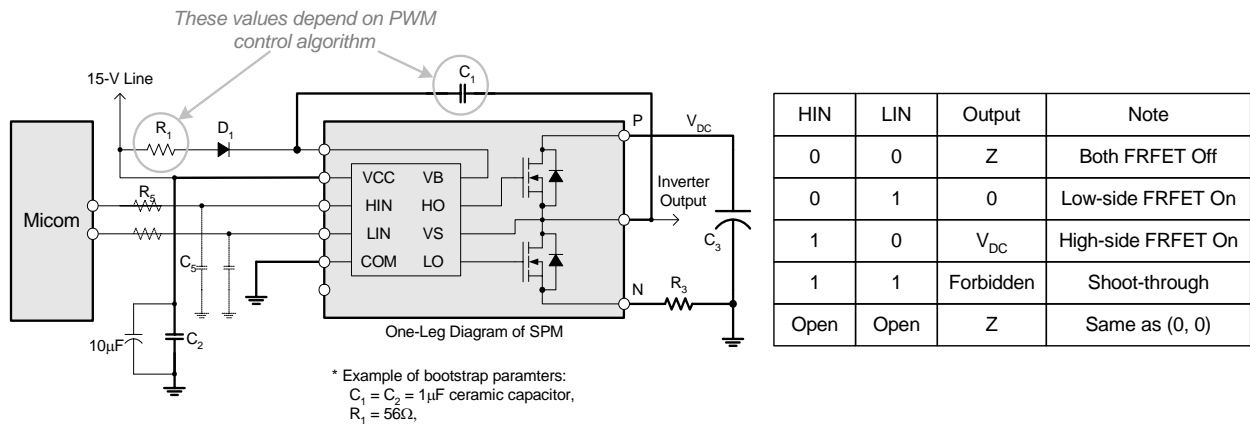 These values depend on PWM
control algorithm
15-V Line
R1
D1
C1
P
VDC
VCC
VB
HIN
HO
LIN
VS
COM
LO
Micom
R5
C5
Inverter
Output
C3
N
R3
10μF
C2
One-Leg Diagram of SPM
* Example of bootstrap paramters:
C1 = C2 = 1μF ceramic capacitor,
R1 = 56Ω,
HIN LIN Output Note
0 0 Z Both FRFET Off
0 1 0 Low-side FRFET On
1 0 VDC High-side FRFET On
1 1 Forbidden Shoot-through
Open Open Z Same as (0, 0)